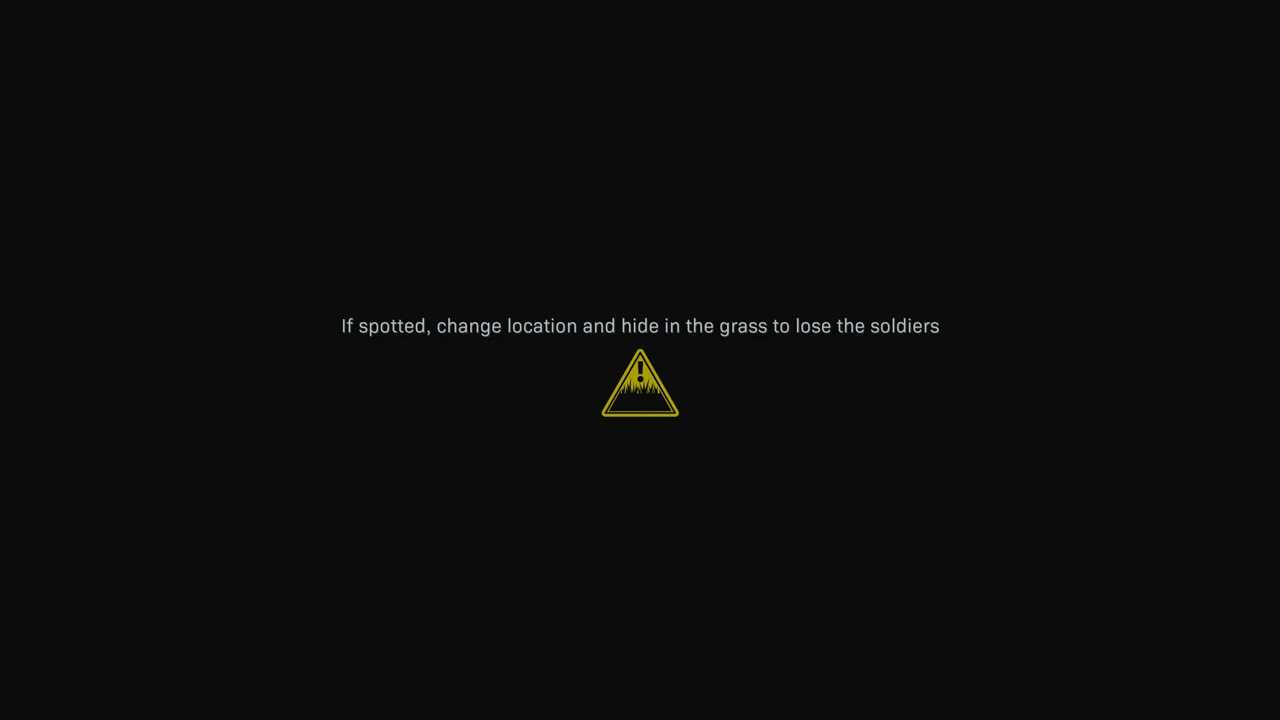 If spotted, change location and hide in the grass to lose the soldiers